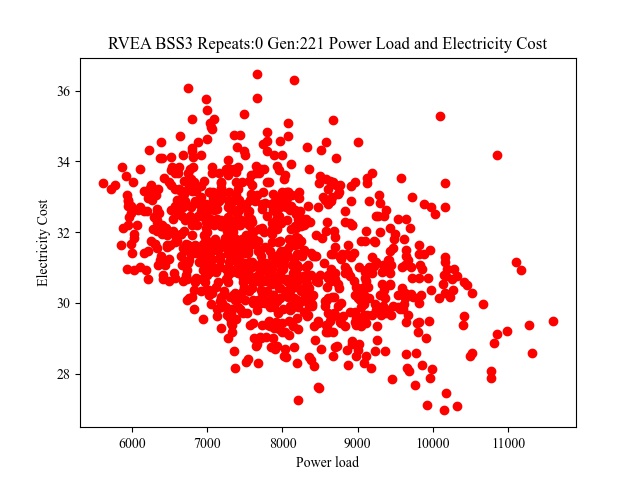 RVEA BSS3 Repeats:0 Gen:221 Power Load and Electricity Cost
36
34
32
30
28
Electricity Cost
6000 7000 8000 9000 10000 11000
Power load